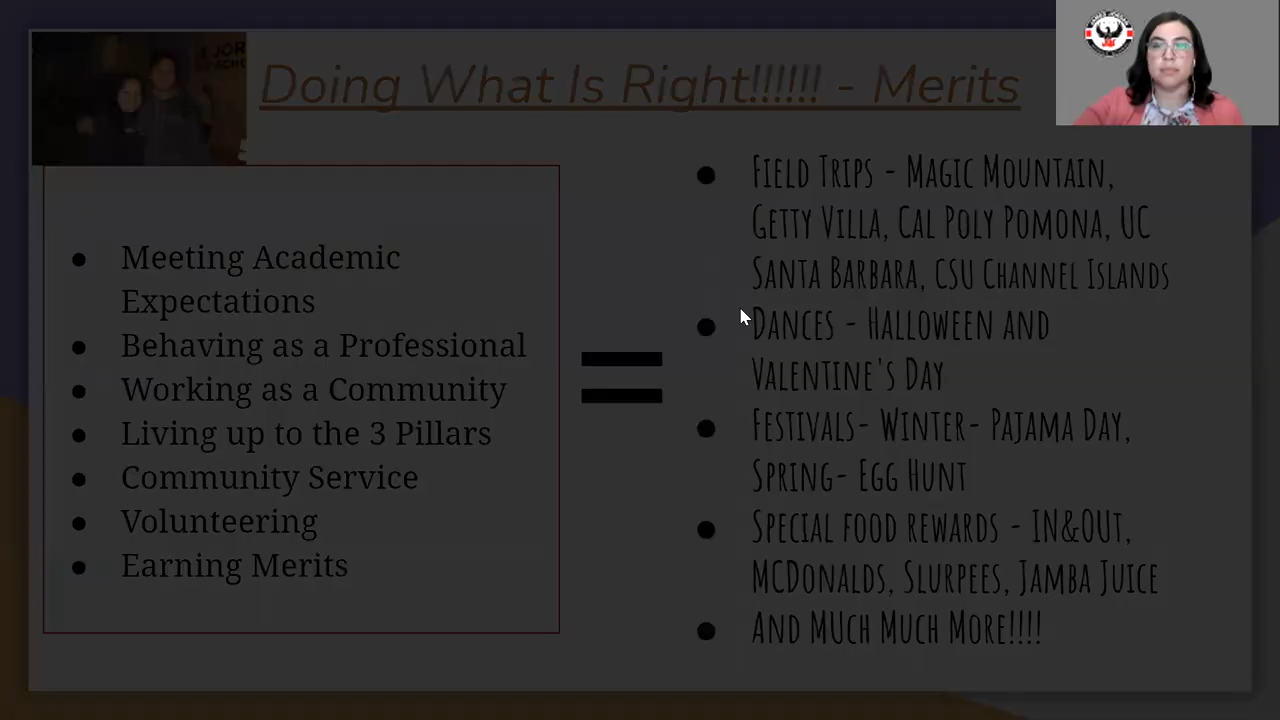 Doing What Is Right!!!!!! - Merits
Meeting Academic
Expectations
Behaving as a Professional
Working as a Community
Living up to the 3 Pillars
Community Service
Volunteering
Earning Merits
=
Field Trips - Magic Mountain,
Getty Villa, Cal Poly Pomona, UC
Santa Barbara, CSU Channel Islands
Dances - Halloween and
Valentine's Day
Festivals- Winter- Pajama Day,
Spring- Egg Hunt
Special food rewards - IN&OUT,
MCDonalds, Slurpees, Jamba Juice
And MUch Much More!!!!